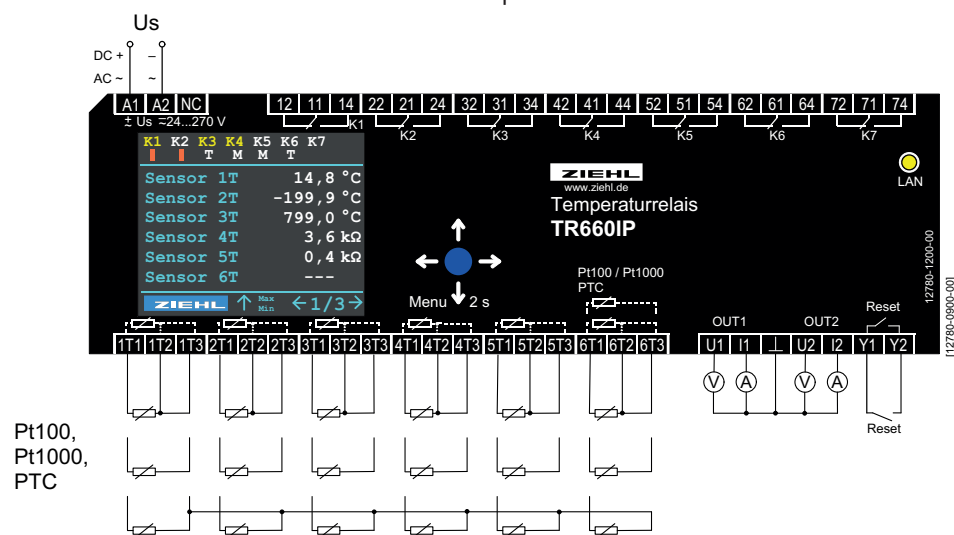 Us
DC + –
AC ~ ~
A1 A2 NC 12 11 14 22 21 24 32 31 34 42 41 44 52 51 54 62 61 64 72 71 74
± Us ≂24...270 V K1 K2 K3 K4 K5 K6 K7
K1 K2 K3 K4 K5 K6 K7
T M M T
Sensor 1T 14,8 °C
Sensor 2T -199,9 °C
Sensor 3T 799,0 °C
Sensor 4T 3,6 kΩ
Sensor 5T 0,4 kΩ
Sensor 6T ---
ZIEHL ↑ Max Min ←1/3→
Menu 2 s
ZIEHL
www.ziehl.de
Temperaturrelais
TR660IP
Pt100 / Pt1000
PTC
LAN
12780-1200-00
[12780-0900-00]
OUT1 OUT2 Reset
1T1 1T2 1T3 2T1 2T2 2T3 3T1 3T2 3T3 4T1 4T2 4T3 5T1 5T2 5T3 6T1 6T2 6T3 U1 I1 ⊥ U2 I2 Y1 Y2
V A V A
Reset
Pt100,
Pt1000,
PTC